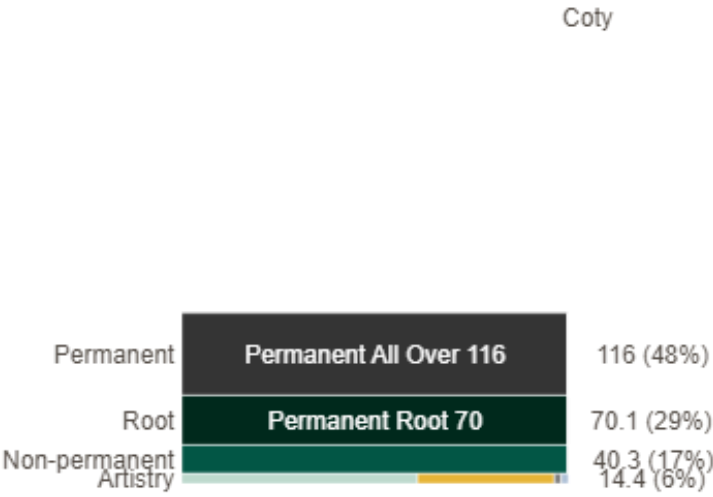 Coty
Permanent Permanent All Over 116 116 (48%)
Root Permanent Root 70 70.1 (29%)
Non-permanent 40.3 (17%)
Artistry 14.4 (6%)